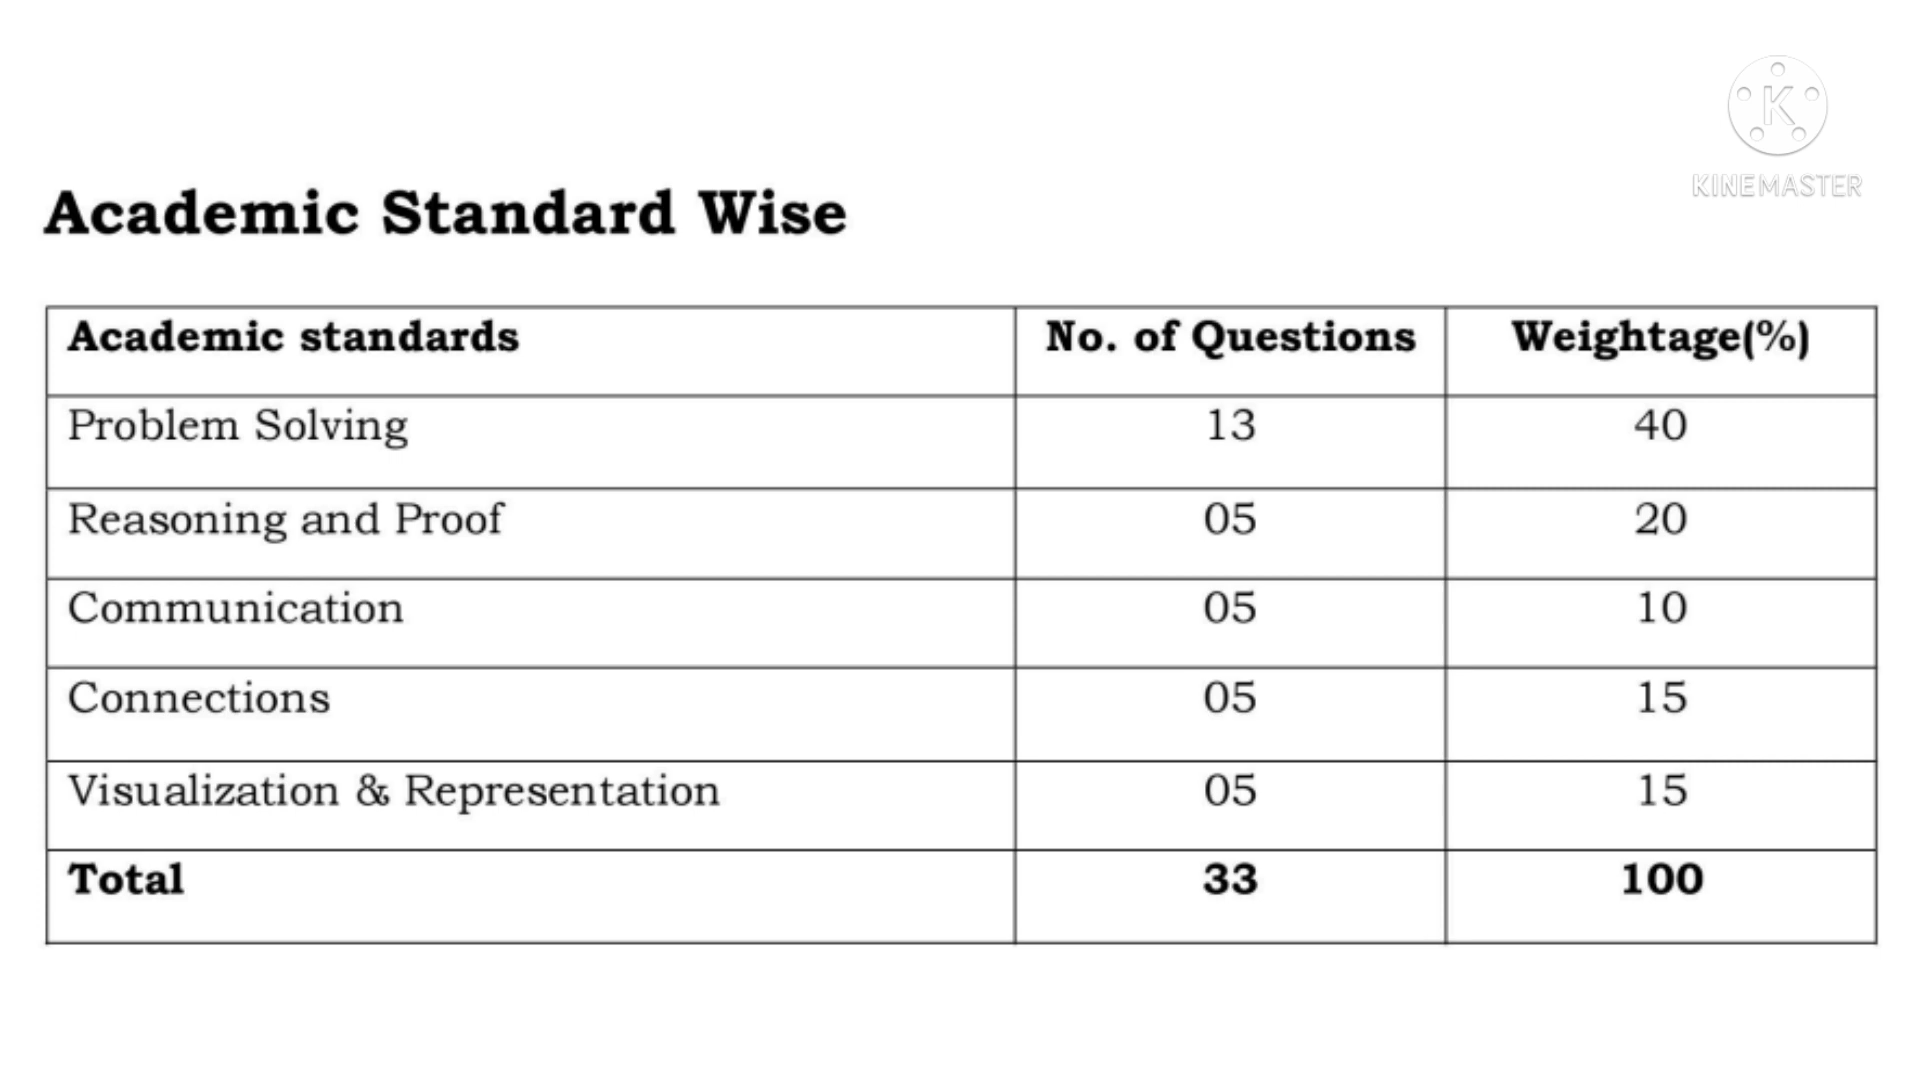 K
KINEMASTER
Academic Standard Wise
Academic standards No. of Questions Weightage(%)
Problem Solving 13 40
Reasoning and Proof 05 20
Communication 05 10
Connections 05 15
Visualization & Representation 05 15
Total 33 100